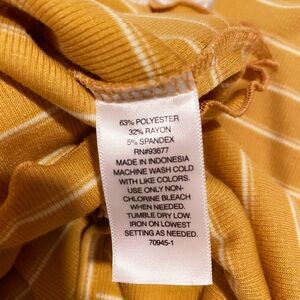 63% POLYESTER
32% RAYON
5% SPANDEX
RN#93677
MADE IN INDONESIA
MACHINE WASH COLD
WITH LIKE COLORS.
USE ONLY NON-
CHLORINE BLEACH
WHEN NEEDED.
TUMBLE DRY LOW.
IRON ON LOWEST
SETTING AS NEEDED.
70945-1